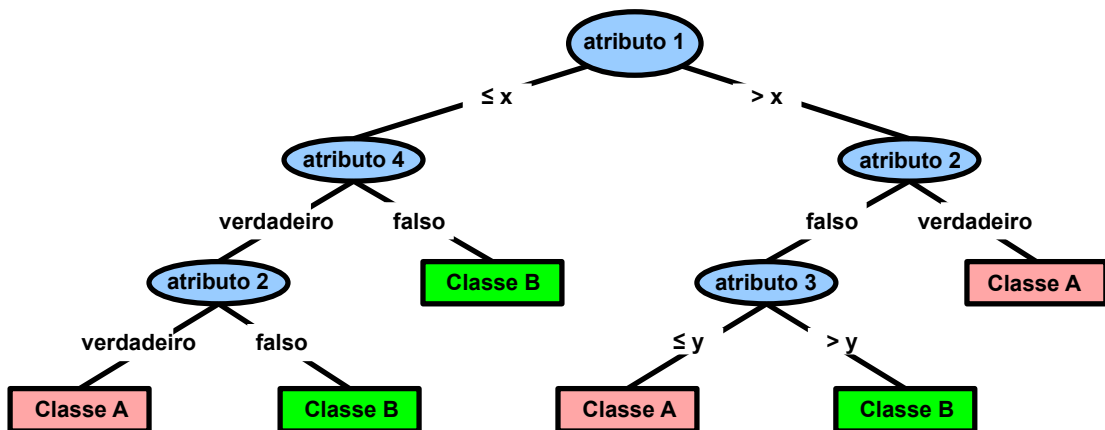 atributo 1
≤ x
> x
atributo 4
atributo 2
verdadeiro
falso
falso
verdadeiro
atributo 2
Classe B
atributo 3
Classe A
verdadeiro
falso
≤ y
> y
Classe A
Classe B
Classe A
Classe B